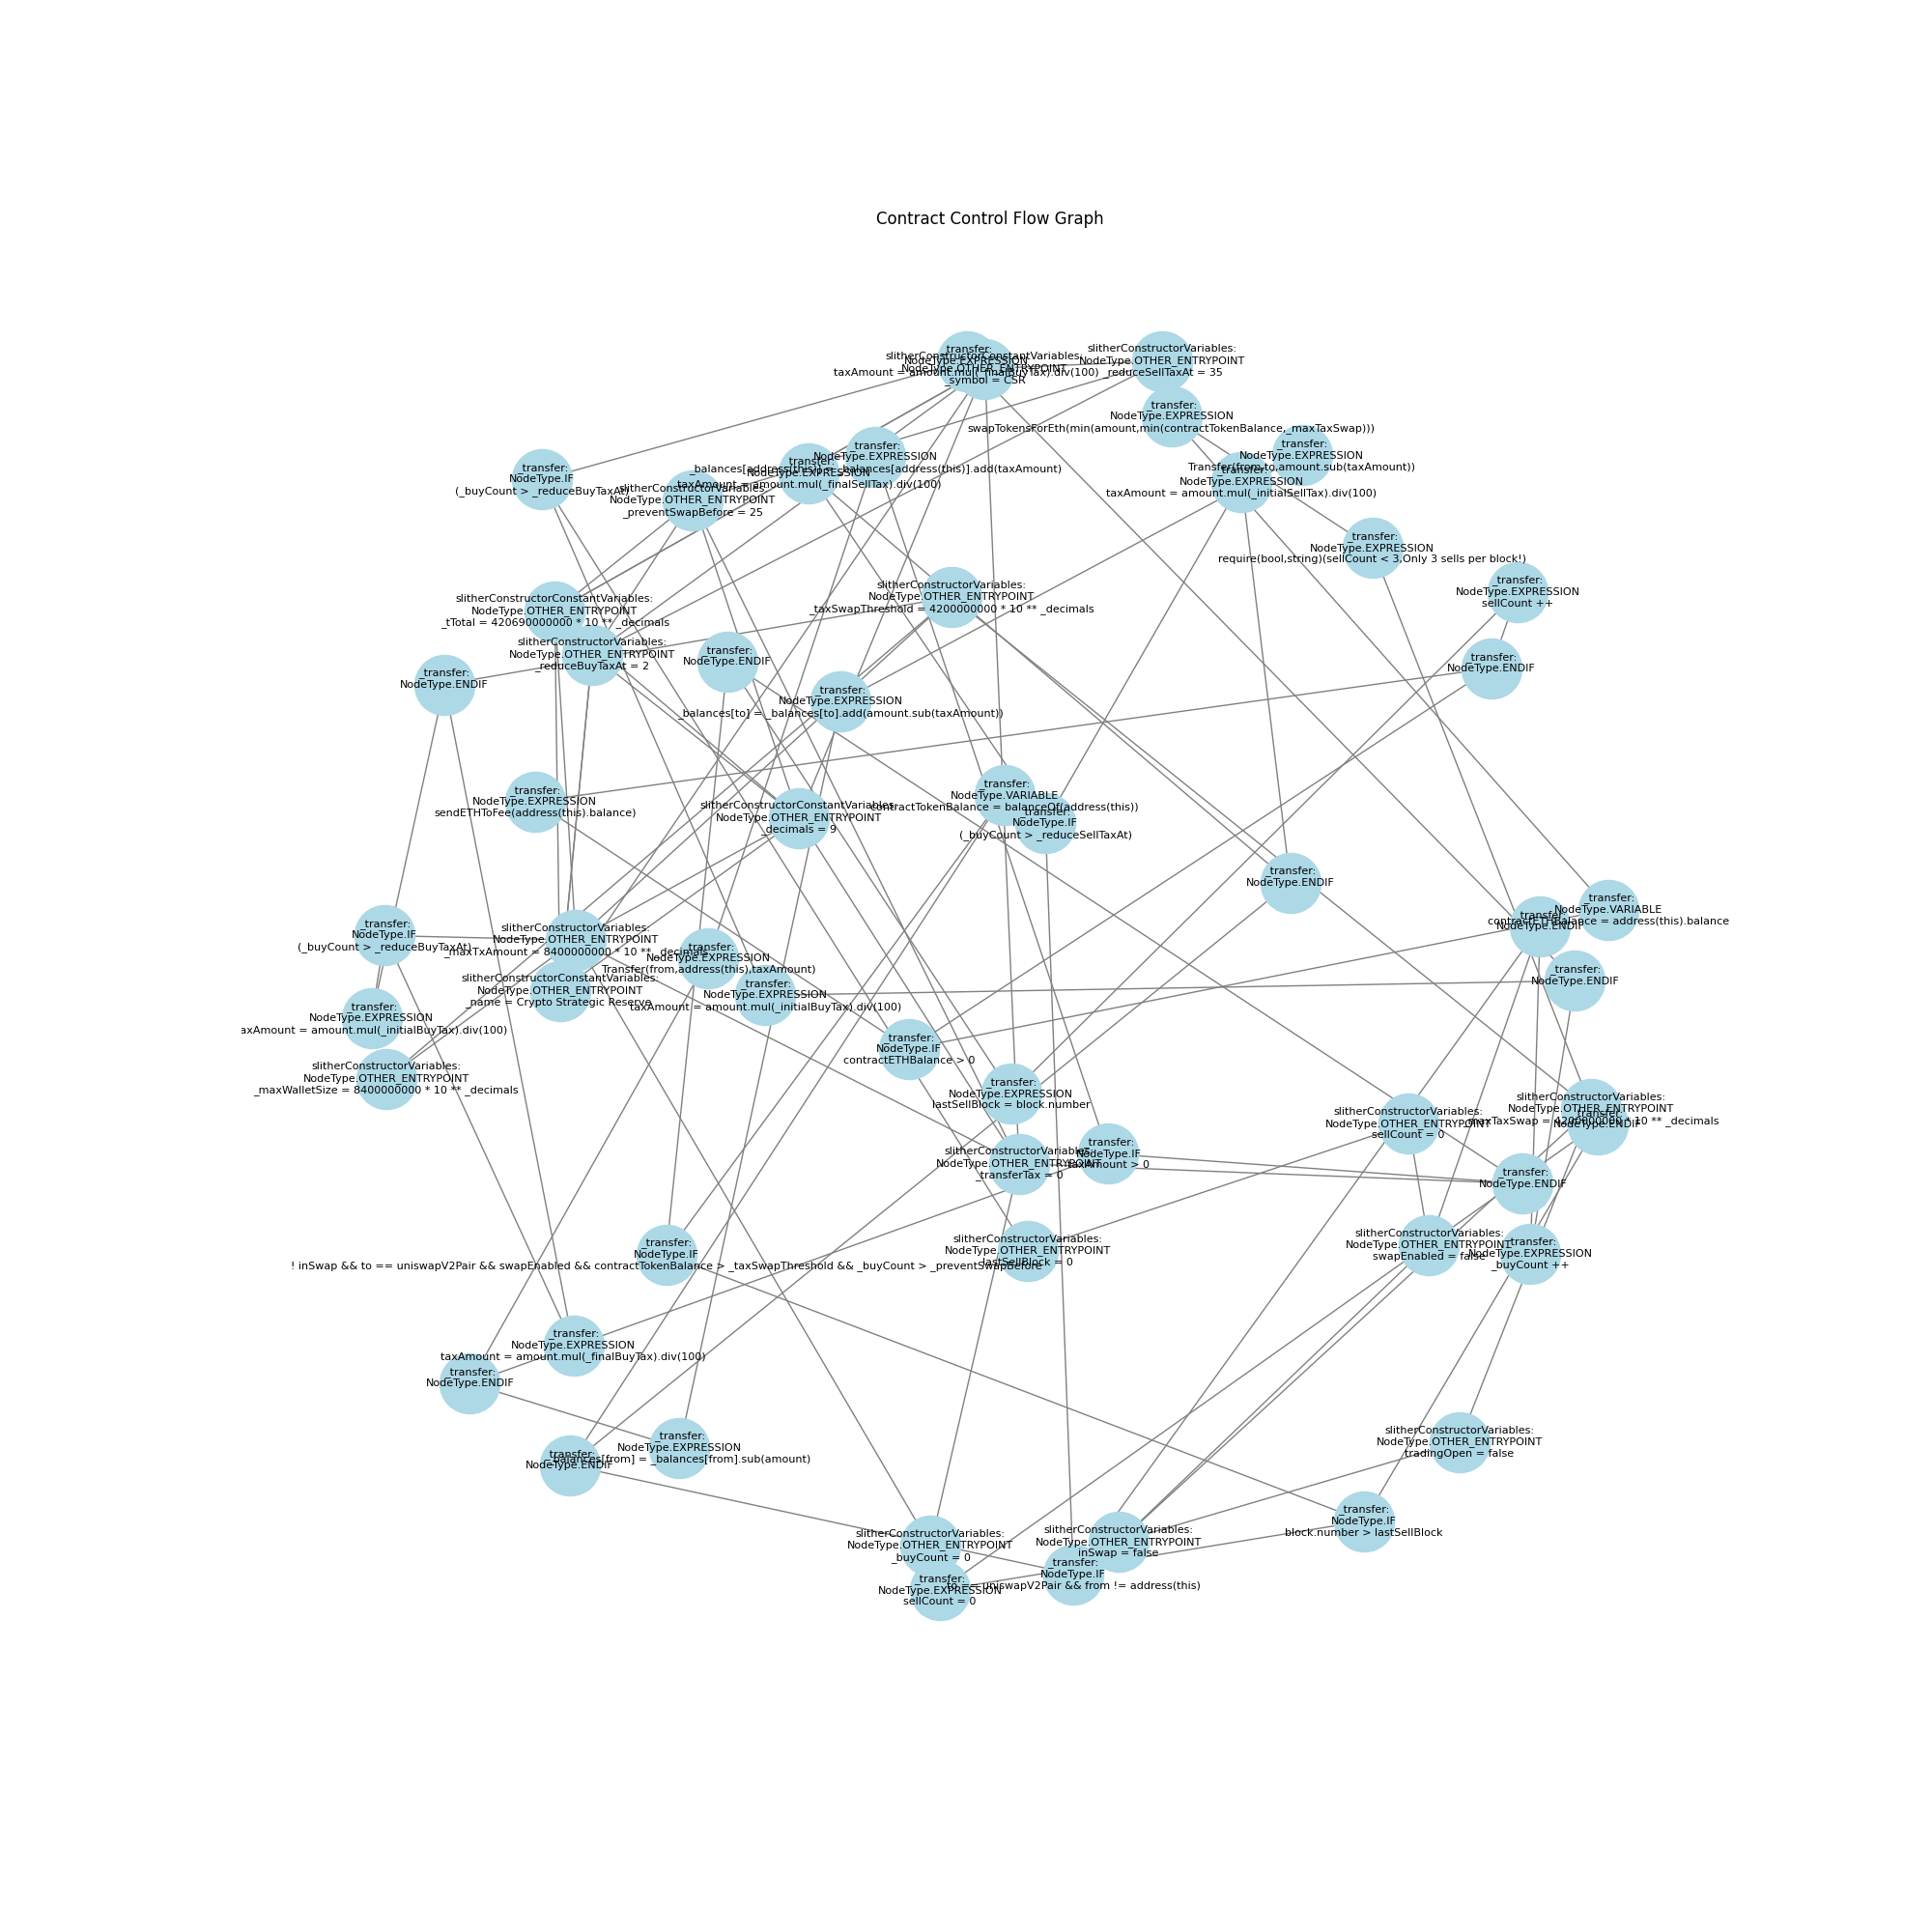 Contract Control Flow Graph
_transfer:
NodeType.EXPRESSION
taxAmount = amount.mul(_finalBuyTax).div(100)
slitherConstructorConstantVariables:
NodeType.OTHER_ENTRYPOINT
_symbol = CSR
slitherConstructorVariables:
NodeType.OTHER_ENTRYPOINT
_reduceSellTaxAt = 35
_transfer:
NodeType.EXPRESSION
swapTokensForEth(min(amount,min(contractTokenBalance,_maxTaxSwap)))
_transfer:
NodeType.EXPRESSION
_balances[address(this)] = _balances[address(this)].add(taxAmount)
_transfer:
NodeType.EXPRESSION
Transfer(from,to,amount.sub(taxAmount))
_transfer:
NodeType.EXPRESSION
taxAmount = amount.mul(_finalSellTax).div(100)
_transfer:
NodeType.IF
(_buyCount > _reduceBuyTaxAt)
_transfer:
NodeType.EXPRESSION
taxAmount = amount.mul(_initialSellTax).div(100)
slitherConstructorVariables:
NodeType.OTHER_ENTRYPOINT
_preventSwapBefore = 25
_transfer:
NodeType.EXPRESSION
require(bool,string)(sellCount < 3,Only 3 sells per block!)
_transfer:
NodeType.EXPRESSION
sellCount ++
slitherConstructorVariables:
NodeType.OTHER_ENTRYPOINT
_taxSwapThreshold = 4200000000 * 10 ** _decimals
slitherConstructorConstantVariables:
NodeType.OTHER_ENTRYPOINT
_tTotal = 420690000000 * 10 ** _decimals
slitherConstructorVariables:
NodeType.OTHER_ENTRYPOINT
_reduceBuyTaxAt = 2
_transfer:
NodeType.ENDIF
_transfer:
NodeType.ENDIF
_transfer:
NodeType.ENDIF
_transfer:
NodeType.EXPRESSION
_balances[to] = _balances[to].add(amount.sub(taxAmount))
_transfer:
NodeType.EXPRESSION
sendETHToFee(address(this).balance)
_transfer:
NodeType.VARIABLE
contractTokenBalance = balanceOf(address(this))
slitherConstructorConstantVariables:
NodeType.OTHER_ENTRYPOINT
_decimals = 9
_transfer:
NodeType.IF
(_buyCount > _reduceSellTaxAt)
_transfer:
NodeType.ENDIF
_transfer:
NodeType.VARIABLE
contractETHBalance = address(this).balance
_transfer:
NodeType.ENDIF
_transfer:
NodeType.IF
(_buyCount > _reduceBuyTaxAt)
slitherConstructorVariables:
NodeType.OTHER_ENTRYPOINT
_maxTxAmount = 8400000000 * 10 ** _decimals
_transfer:
NodeType.EXPRESSION
Transfer(from,address(this),taxAmount)
_transfer:
NodeType.ENDIF
slitherConstructorConstantVariables:
NodeType.OTHER_ENTRYPOINT
_name = Crypto Strategic Reserve
_transfer:
NodeType.EXPRESSION
taxAmount = amount.mul(_initialBuyTax).div(100)
_transfer:
NodeType.EXPRESSION
axAmount = amount.mul(_initialBuyTax).div(100)
_transfer:
NodeType.IF
contractETHBalance > 0
slitherConstructorVariables:
NodeType.OTHER_ENTRYPOINT
_maxWalletSize = 8400000000 * 10 ** _decimals
_transfer:
NodeType.EXPRESSION
lastSellBlock = block.number
slitherConstructorVariables:
NodeType.OTHER_ENTRYPOINT
_maxTaxSwap = 4200000000 * 10 ** _decimals
slitherConstructorVariables:
NodeType.OTHER_ENTRYPOINT
sellCount = 0
_transfer:
NodeType.ENDIF
_transfer:
NodeType.IF
taxAmount > 0
slitherConstructorVariables:
NodeType.OTHER_ENTRYPOINT
_transferTax = 0
_transfer:
NodeType.ENDIF
slitherConstructorVariables:
NodeType.OTHER_ENTRYPOINT
swapEnabled = false
slitherConstructorVariables:
NodeType.OTHER_ENTRYPOINT
lastSellBlock = 0
_transfer:
NodeType.EXPRESSION
_buyCount ++
_transfer:
NodeType.IF
! inSwap && to == uniswapV2Pair && swapEnabled && contractTokenBalance > _taxSwapThreshold && _buyCount > _preventSwapBefore
_transfer:
NodeType.EXPRESSION
taxAmount = amount.mul(_finalBuyTax).div(100)
_transfer:
NodeType.ENDIF
_transfer:
NodeType.EXPRESSION
_balances[from] = _balances[from].sub(amount)
_transfer:
NodeType.ENDIF
slitherConstructorVariables:
NodeType.OTHER_ENTRYPOINT
tradingOpen = false
_transfer:
NodeType.IF
block.number > lastSellBlock
slitherConstructorVariables:
NodeType.OTHER_ENTRYPOINT
_buyCount = 0
slitherConstructorVariables:
NodeType.OTHER_ENTRYPOINT
inSwap = false
_transfer:
NodeType.IF
to == uniswapV2Pair && from != address(this)
_transfer:
NodeType.EXPRESSION
sellCount = 0